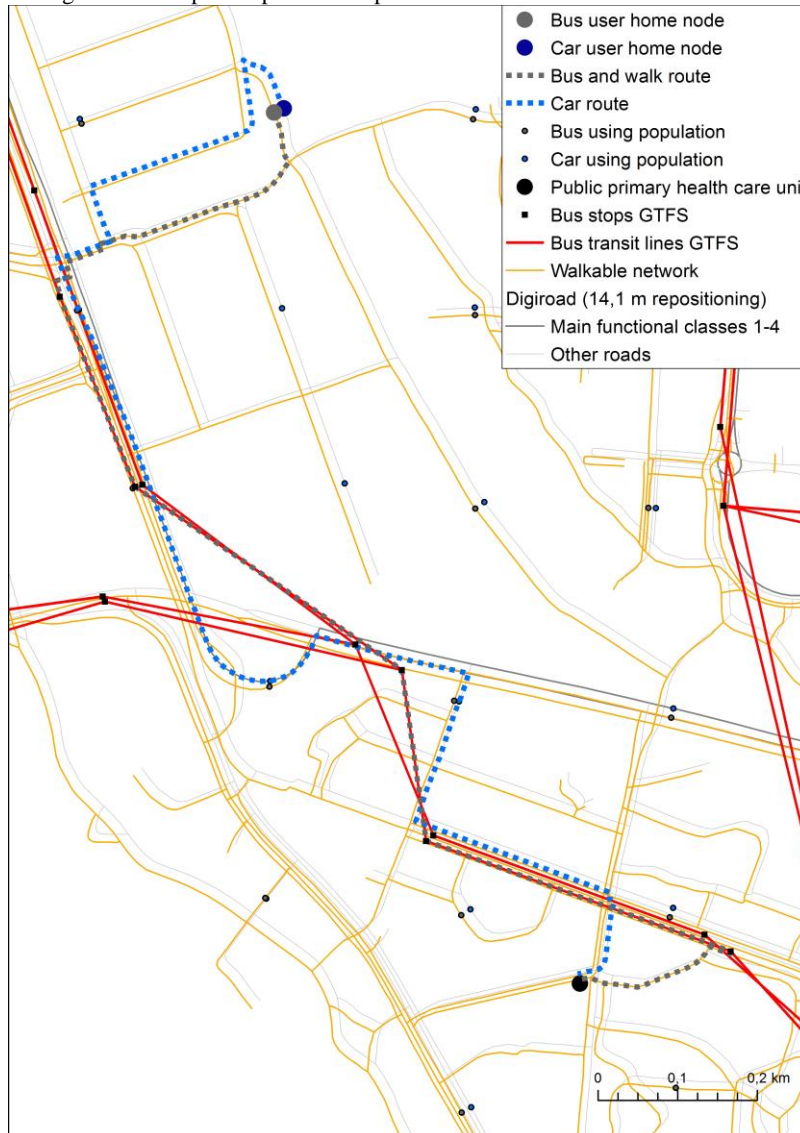 Bus user home node
Car user home node
Bus and walk route
Car route
Bus using population
Car using population
Public primary health care uni
Bus stops GTFS
Bus transit lines GTFS
Walkable network
Digiroad (14,1 m repositioning)
Main functional classes 1-4
Other roads
0 0,1 0,2 km